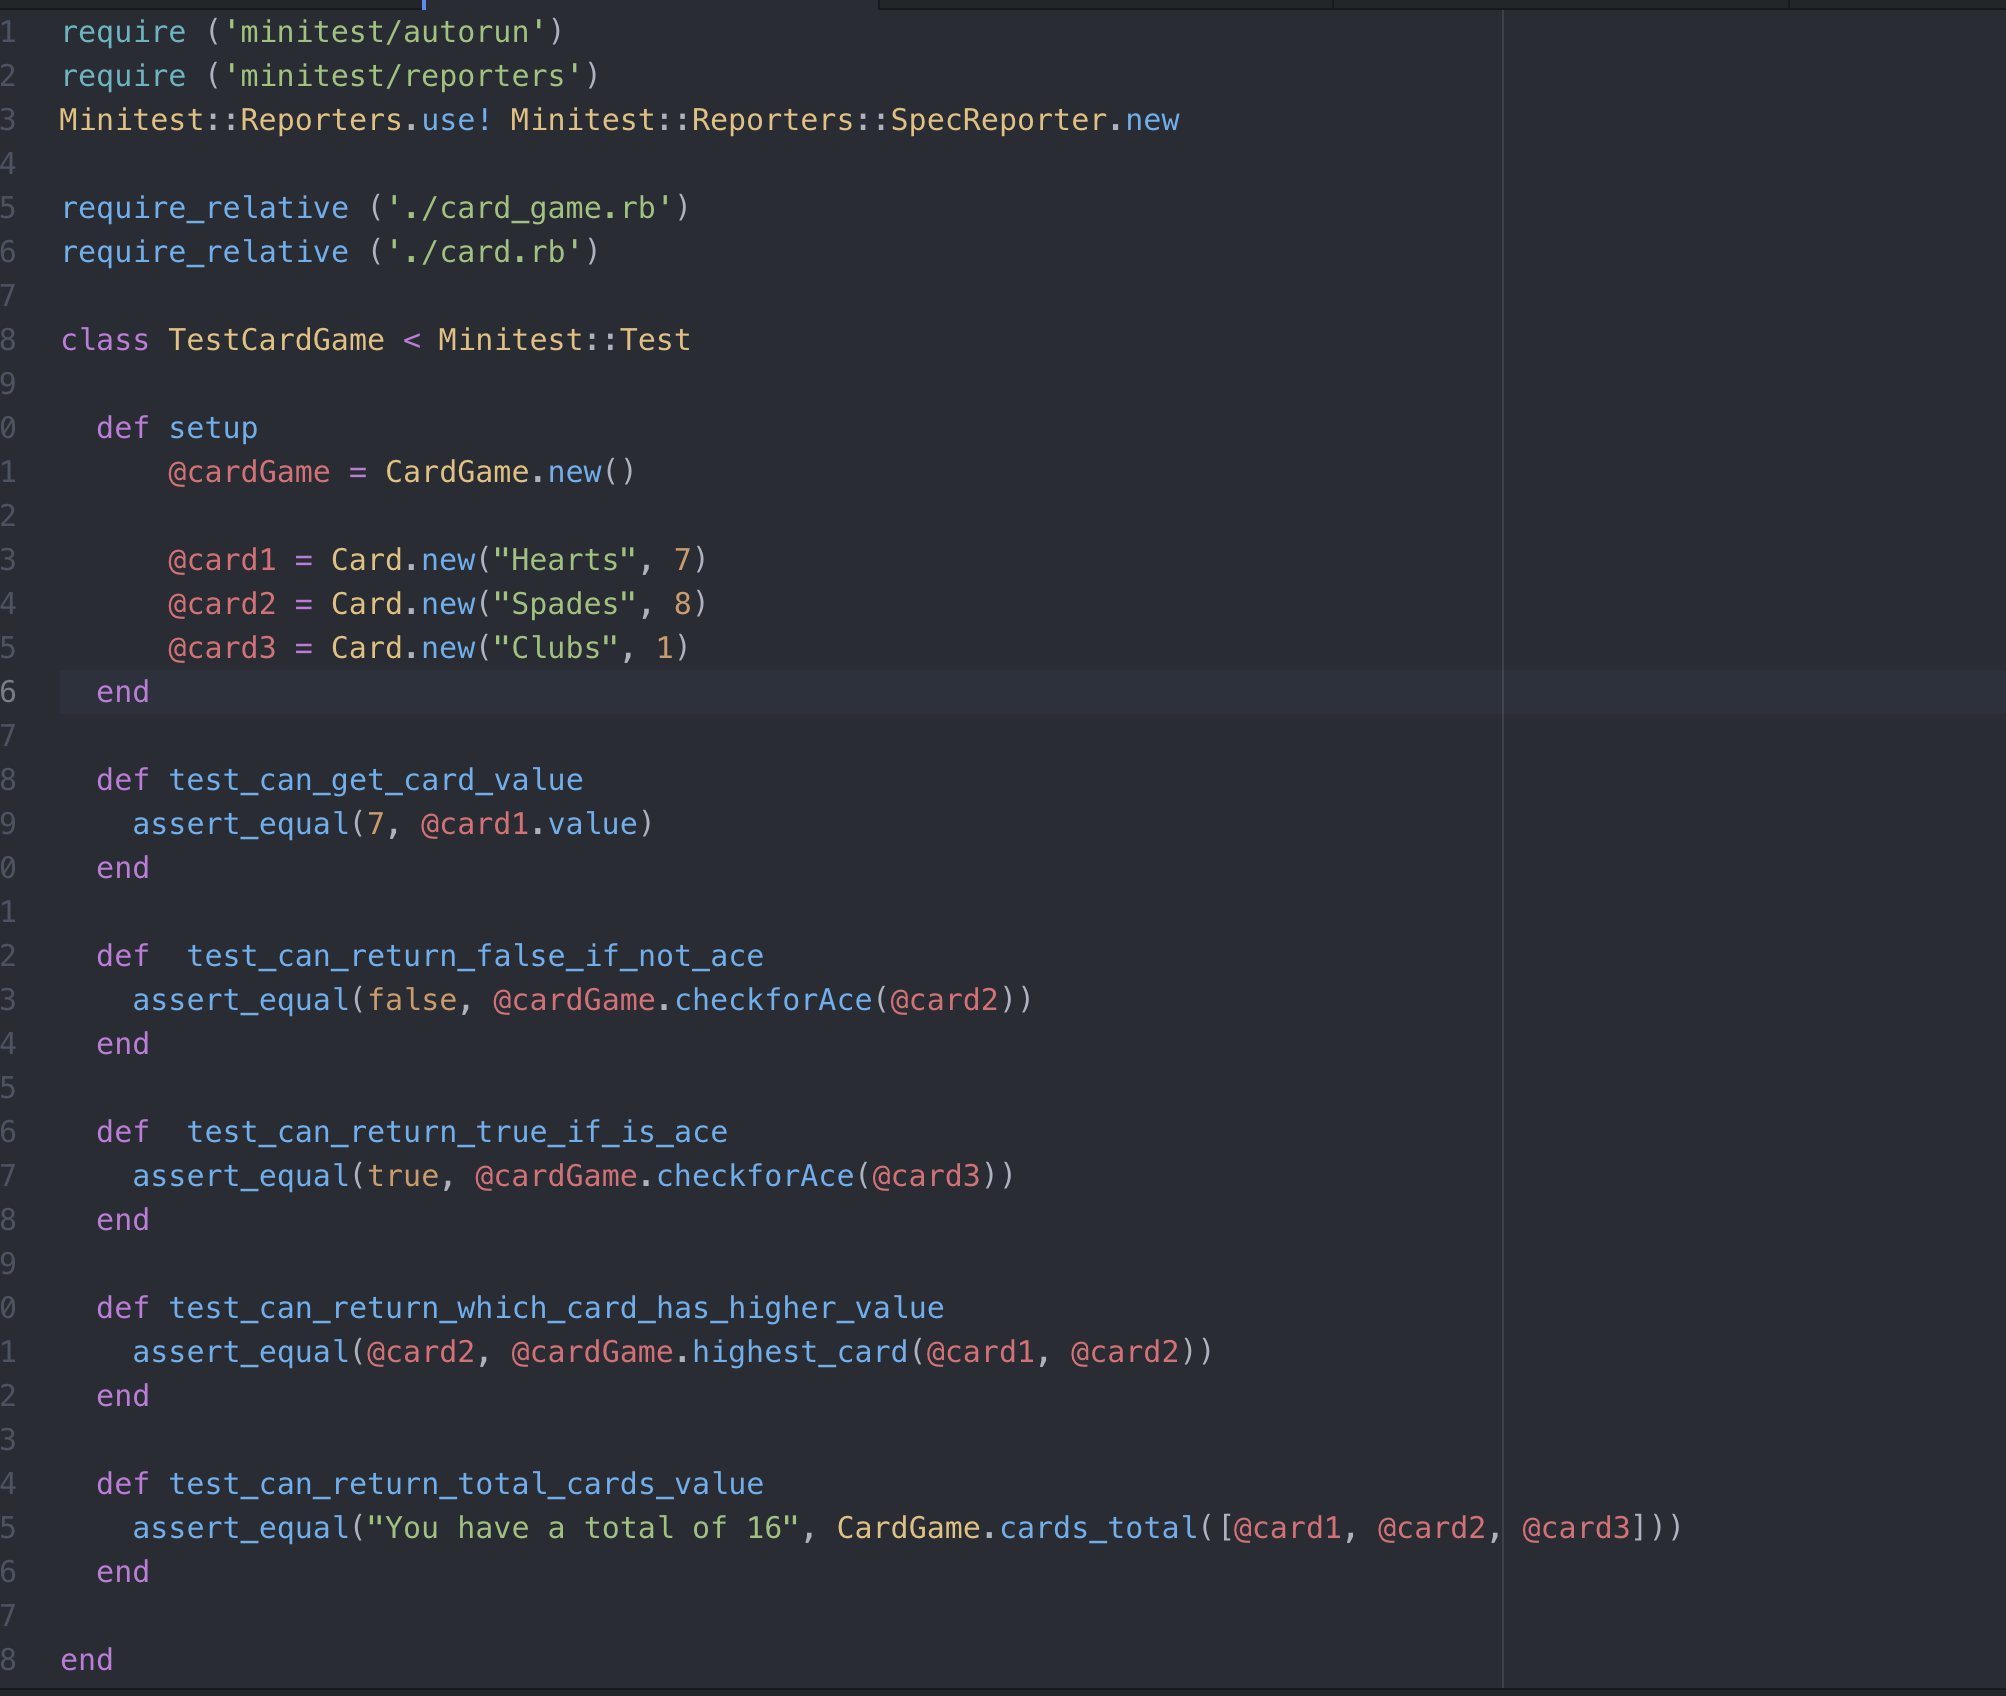 1 require ('minitest/autorun')
2 require ('minitest/reporters')
3 Minitest::Reporters.use! Minitest::Reporters::SpecReporter.new
4
5 require_relative ('./card_game.rb')
6 require_relative ('./card.rb')
7
8 class TestCardGame < Minitest::Test
9
0   def setup
1       @cardGame = CardGame.new()
2
3       @card1 = Card.new("Hearts", 7)
4       @card2 = Card.new("Spades", 8)
5       @card3 = Card.new("Clubs", 1)
6   end
7
8   def test_can_get_card_value
9     assert_equal(7, @card1.value)
0   end
1
2   def  test_can_return_false_if_not_ace
3     assert_equal(false, @cardGame.checkforAce(@card2))
4   end
5
6   def  test_can_return_true_if_is_ace
7     assert_equal(true, @cardGame.checkforAce(@card3))
8   end
9
0   def test_can_return_which_card_has_higher_value
1     assert_equal(@card2, @cardGame.highest_card(@card1, @card2))
2   end
3
4   def test_can_return_total_cards_value
5     assert_equal("You have a total of 16", CardGame.cards_total([@card1, @card2, @card3]))
6   end
7
8 end